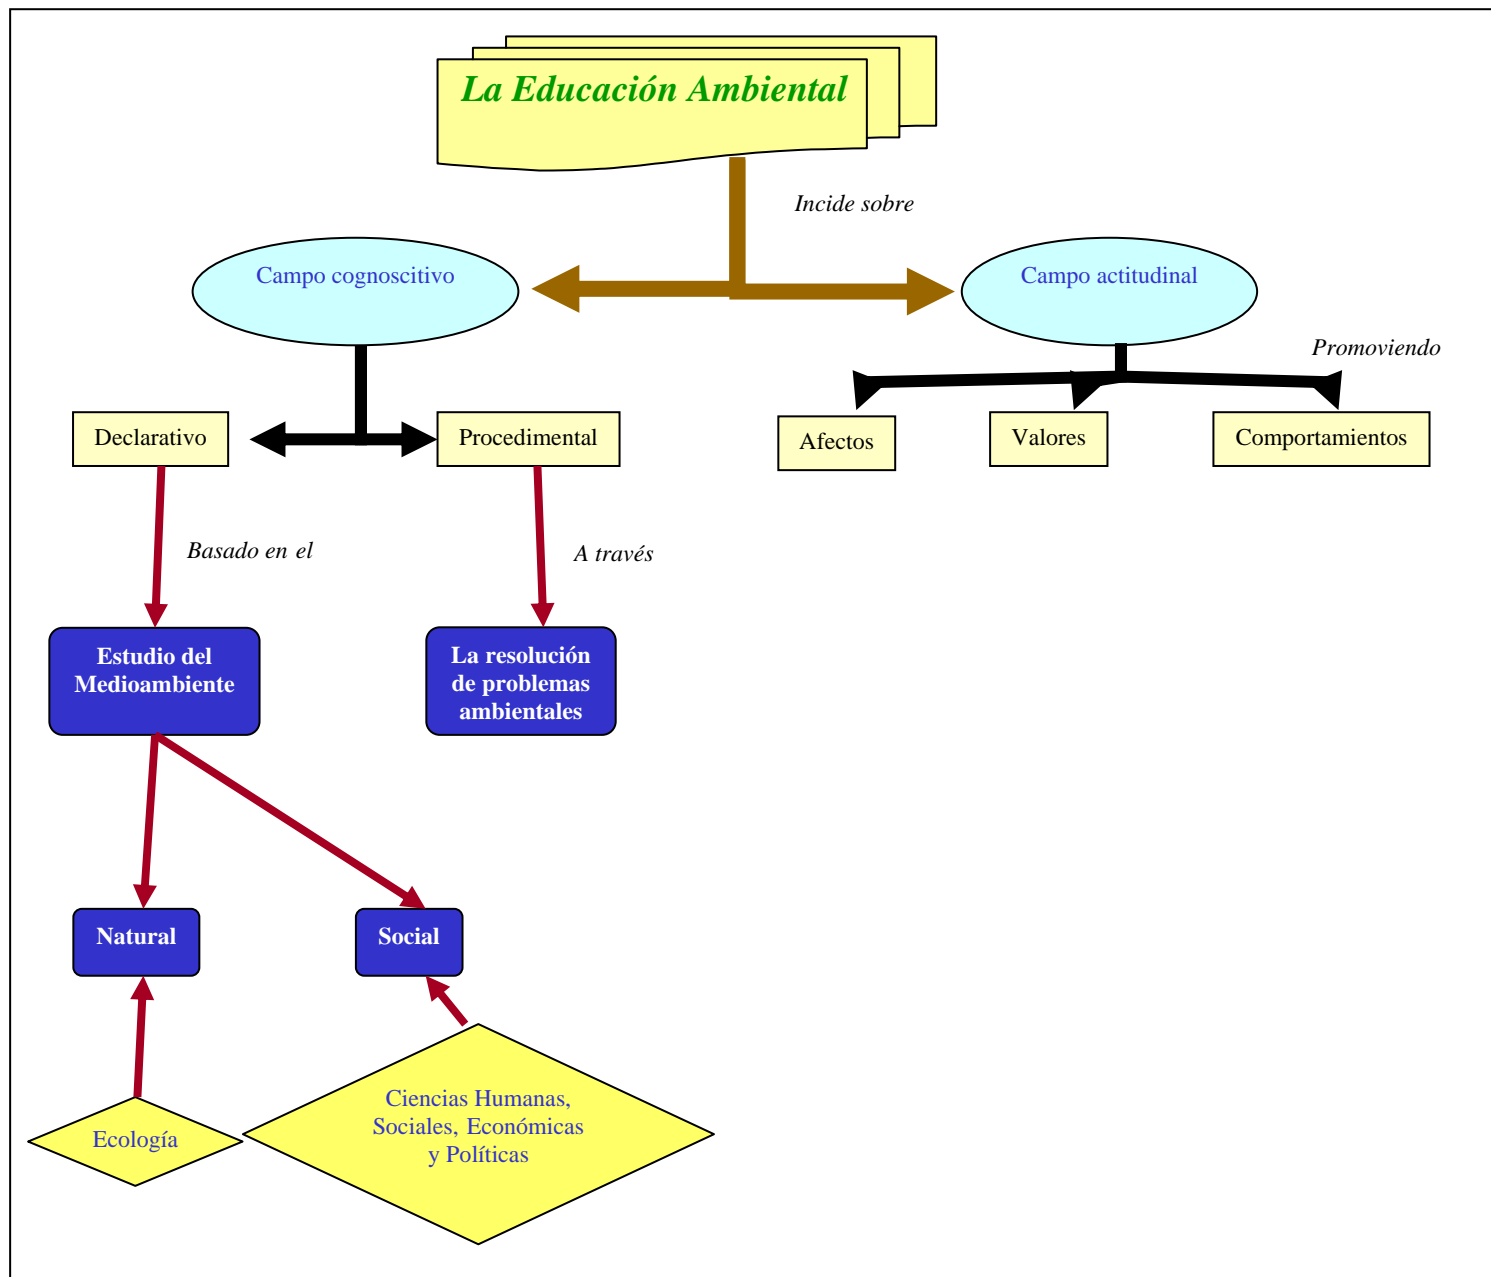 La Educación Ambiental
Incide sobre
Campo cognoscitivo
Campo actitudinal
Promoviendo
Declarativo
Procedimental
Afectos
Valores
Comportamientos
Basado en el
A través
Estudio del
Medioambiente
La resolución
de problemas
ambientales
Natural
Social
Ecología
Ciencias Humanas,
Sociales, Económicas
y Políticas